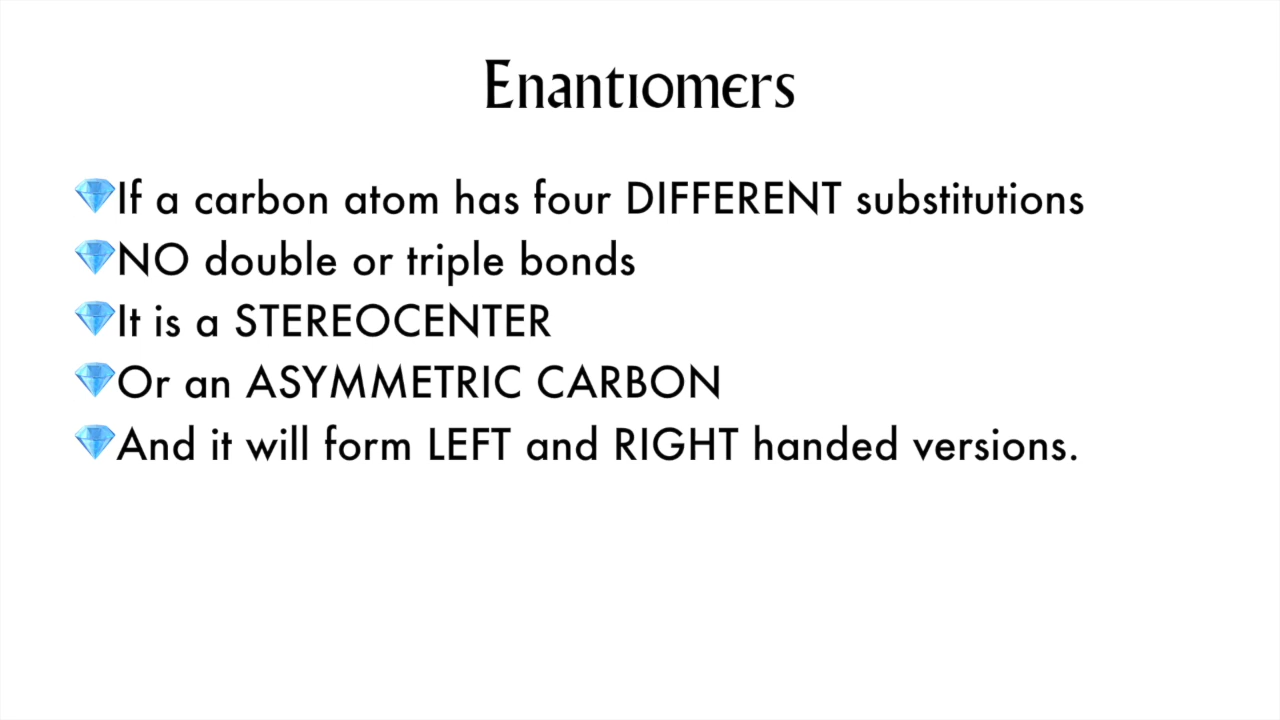 Enantiomers
💎If a carbon atom has four DIFFERENT substitutions
💎NO double or triple bonds
💎It is a STEREOCENTER
💎Or an ASYMMETRIC CARBON
💎And it will form LEFT and RIGHT handed versions.